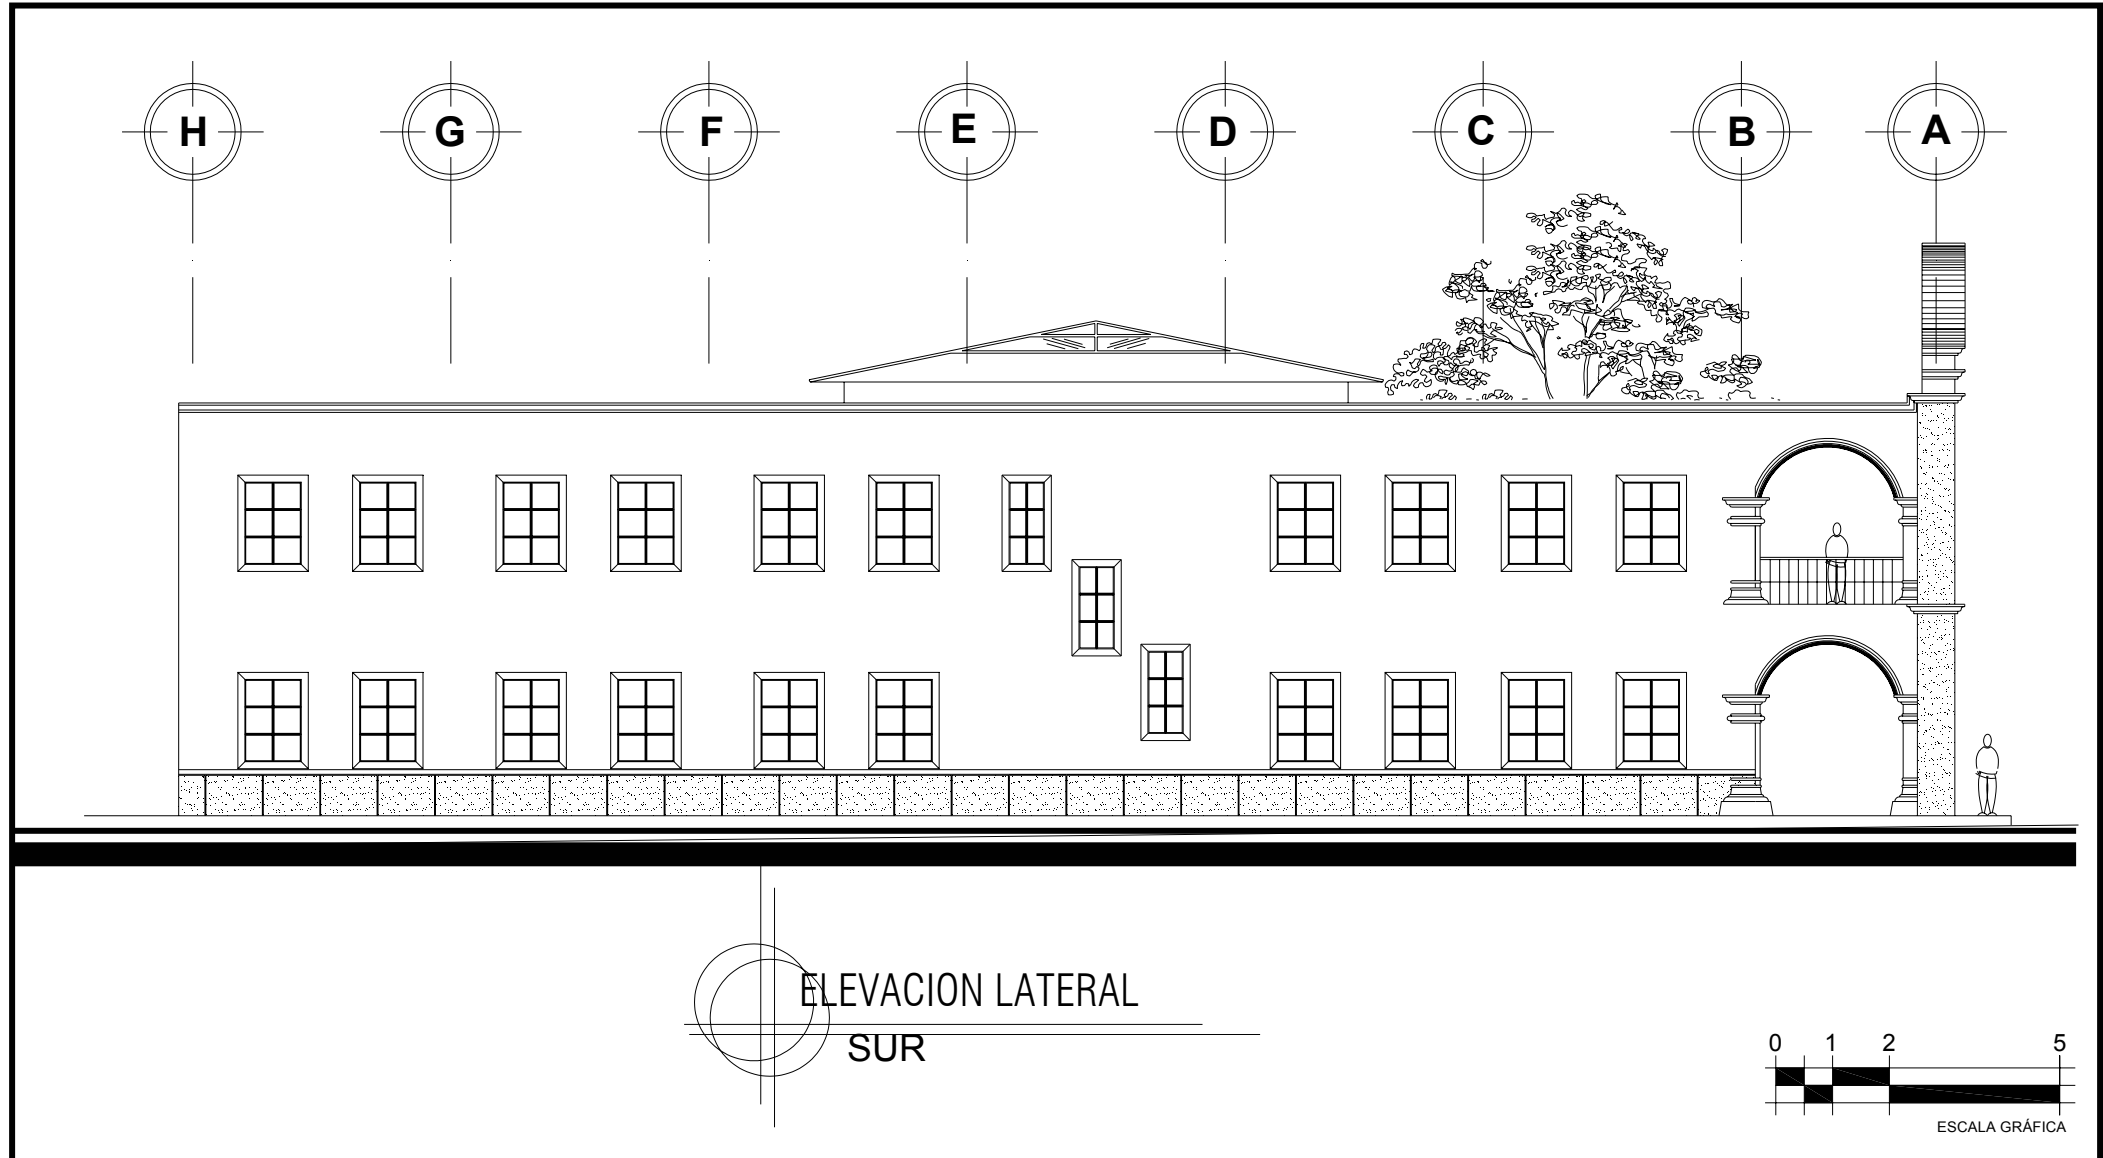 H G F E D C B A
ELEVACION LATERAL
SUR
0 1 2 5
ESCALA GRÁFICA